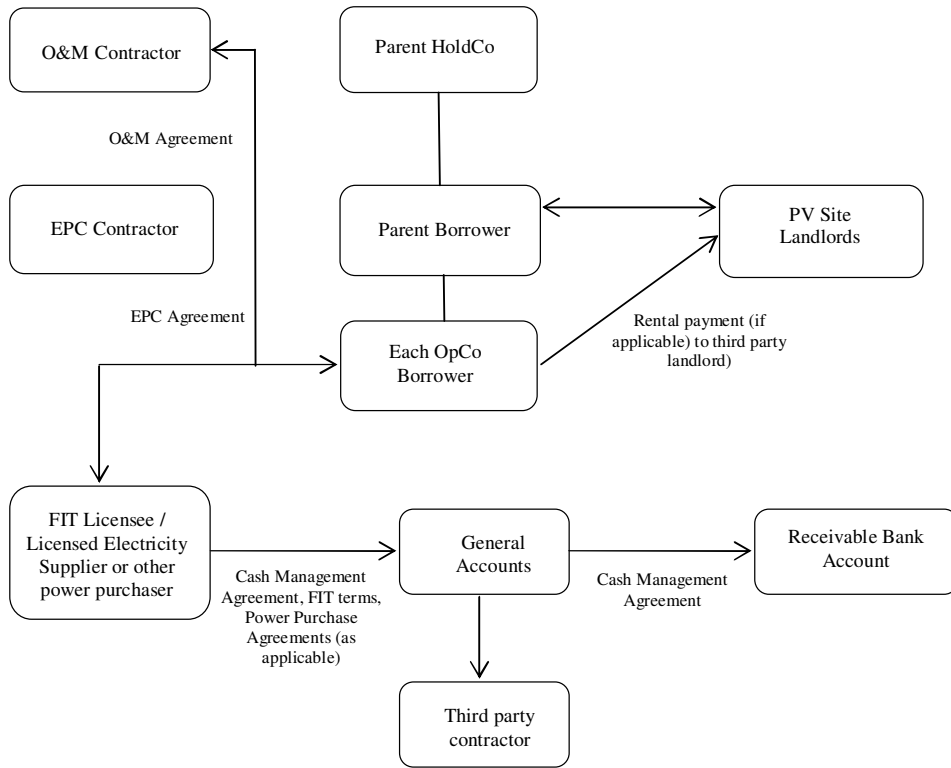 O&M Contractor
Parent HoldCo
O&M Agreement
EPC Contractor
Parent Borrower
PV Site
Landlords
EPC Agreement
Each OpCo
Borrower
Rental payment (if
applicable) to third party
landlord)
FIT Licensee /
Licensed Electricity
Supplier or other
power purchaser
General
Accounts
Receivable Bank
Account
Cash Management
Agreement, FIT terms,
Power Purchase
Agreements (as
applicable)
Cash Management
Agreement
Third party
contractor